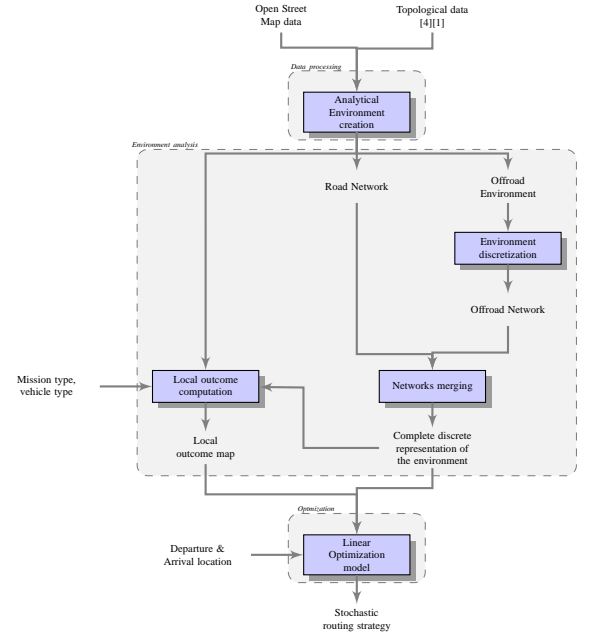 Open Street
Map data
Topological data
[4][1]
Data processing
Analytical
Environment
creation
Environment analysis
Road Network
Offroad
Environment
Environment
discretization
Offroad Network
Mission type,
vehicle type
Local outcome
computation
Networks merging
Local
outcome map
Complete discrete
representation of
the environment
Optmization
Departure &
Arrival location
Linear
Optimization
model
Stochastic
routing strategy